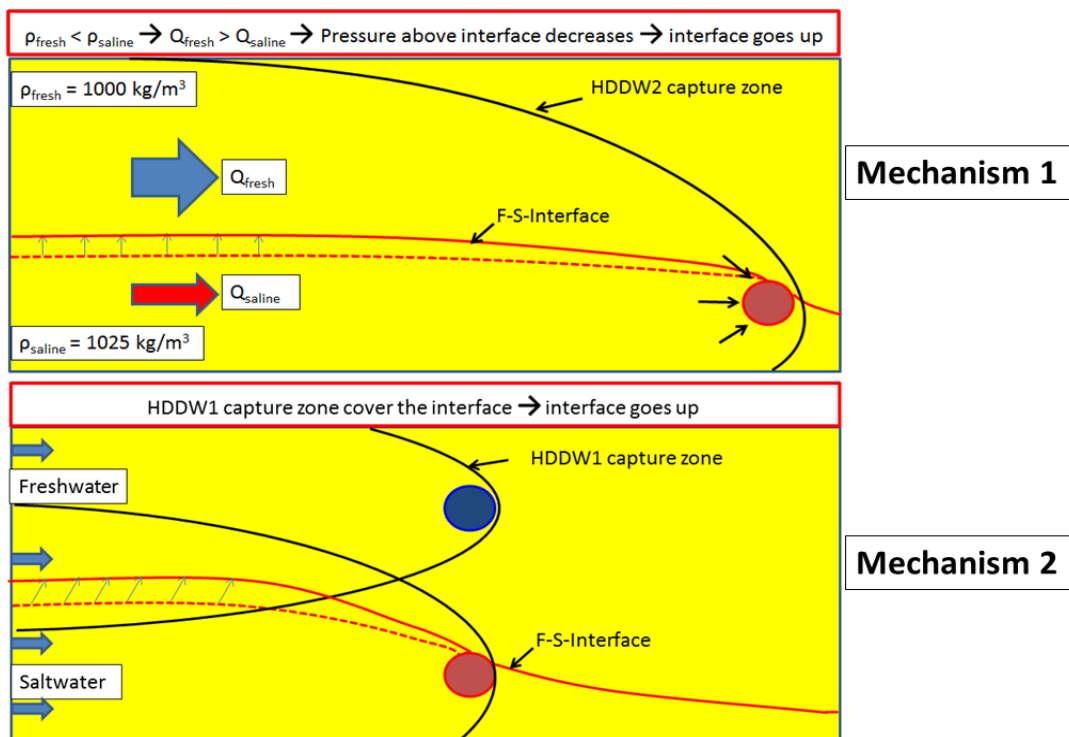 ρfresh < ρsaline → Qfresh > Qsaline → Pressure above interface decreases → interface goes up
ρfresh = 1000 kg/m³
HDDW2 capture zone
Mechanism 1
Qfresh
F-S-Interface
Qsaline
ρsaline = 1025 kg/m³
HDDW1 capture zone cover the interface → interface goes up
HDDW1 capture zone
Freshwater
Mechanism 2
F-S-Interface
Saltwater